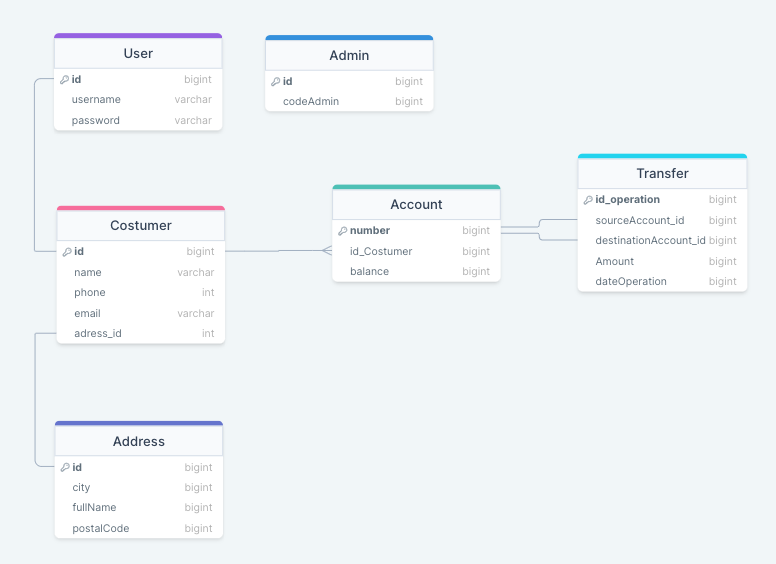 User
id bigint
username varchar
password varchar
Admin
id bigint
codeAdmin bigint
Transfer
id_operation bigint
sourceAccount_id bigint
destinationAccount_id bigint
Amount bigint
dateOperation bigint
Account
number bigint
id_Costumer bigint
balance bigint
Costumer
id bigint
name varchar
phone int
email varchar
adress_id int
Address
id bigint
city bigint
fullName bigint
postalCode bigint